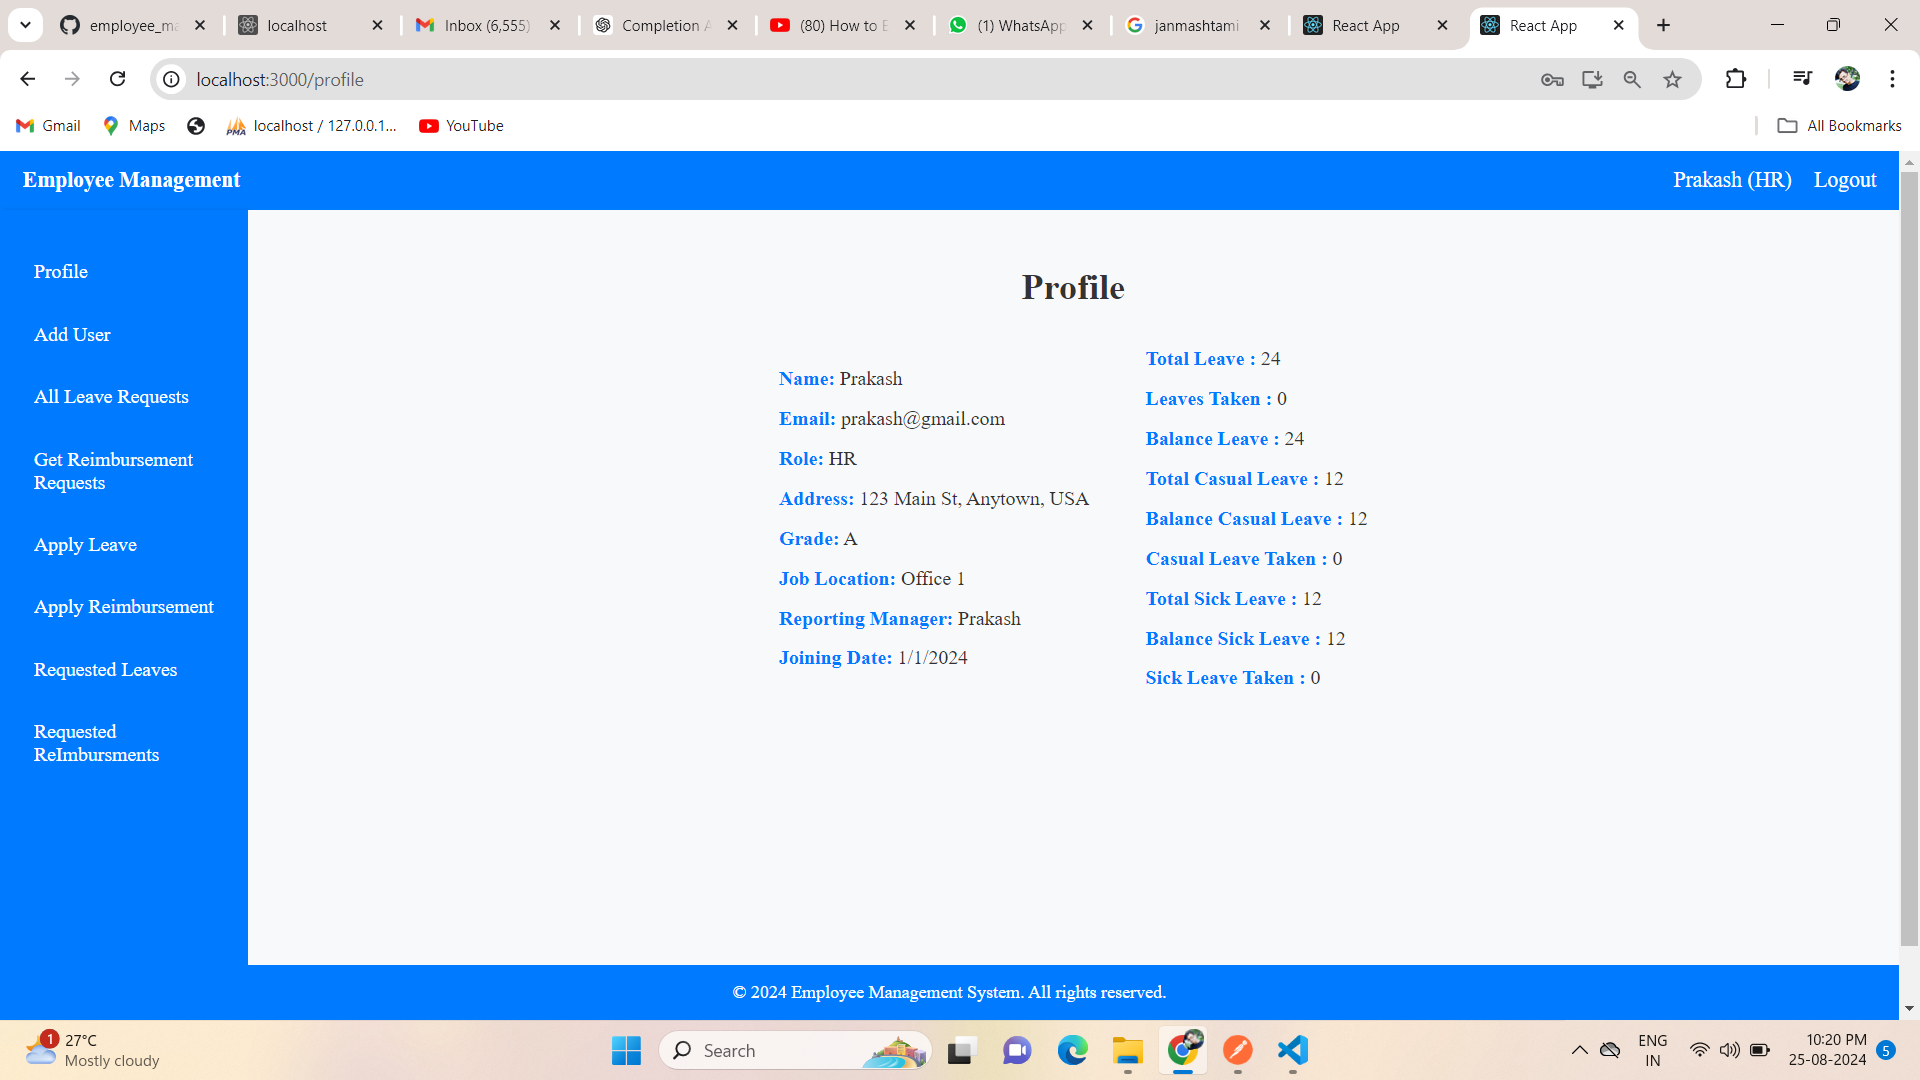 employee_ma
localhost
Inbox (6,555)
Completion A
(80) How to E
(1) WhatsApp
janmashtami
React App
React App
localhost:3000/profile
Gmail
Maps
localhost / 127.0.0.1...
YouTube
All Bookmarks
Employee Management
Prakash (HR)
Logout
Profile
Add User
All Leave Requests
Get Reimbursement
Requests
Apply Leave
Apply Reimbursement
Requested Leaves
Requested
ReImbursments
Profile
Name: Prakash
Email: prakash@gmail.com
Role: HR
Address: 123 Main St, Anytown, USA
Grade: A
Job Location: Office 1
Reporting Manager: Prakash
Joining Date: 1/1/2024
Total Leave : 24
Leaves Taken : 0
Balance Leave : 24
Total Casual Leave : 12
Balance Casual Leave : 12
Casual Leave Taken : 0
Total Sick Leave : 12
Balance Sick Leave : 12
Sick Leave Taken : 0
© 2024 Employee Management System. All rights reserved.
1
27°C
Mostly cloudy
Search
ENG
IN
10:20 PM
25-08-2024
5